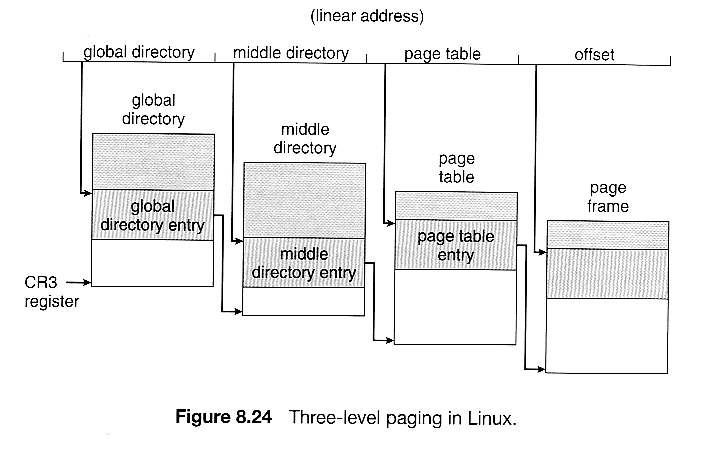 (linear address)
global directory
middle directory
page table
offset
global
directory
middle
directory
page
table
page
frame
global
directory entry
middle
directory entry
page table
entry
CR3
register
Figure 8.24 Three-level paging in Linux.